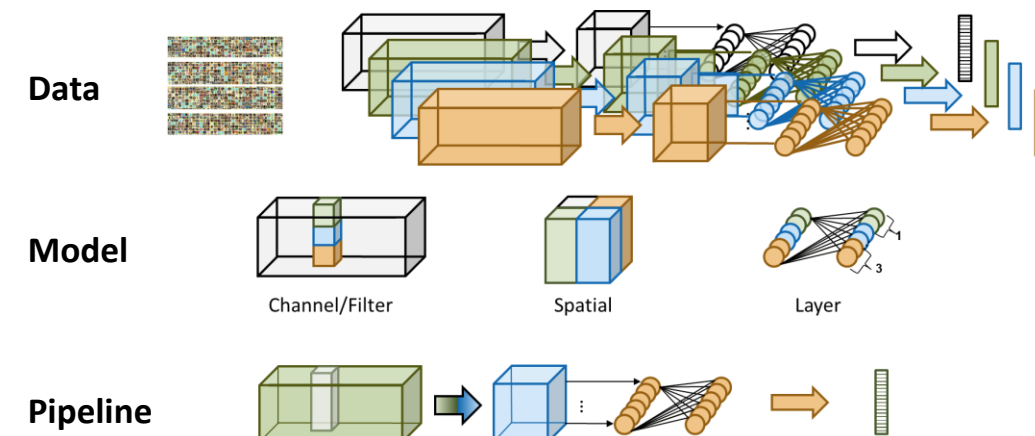 Data
Model
1
3
Channel/Filter
Spatial
Layer
Pipeline